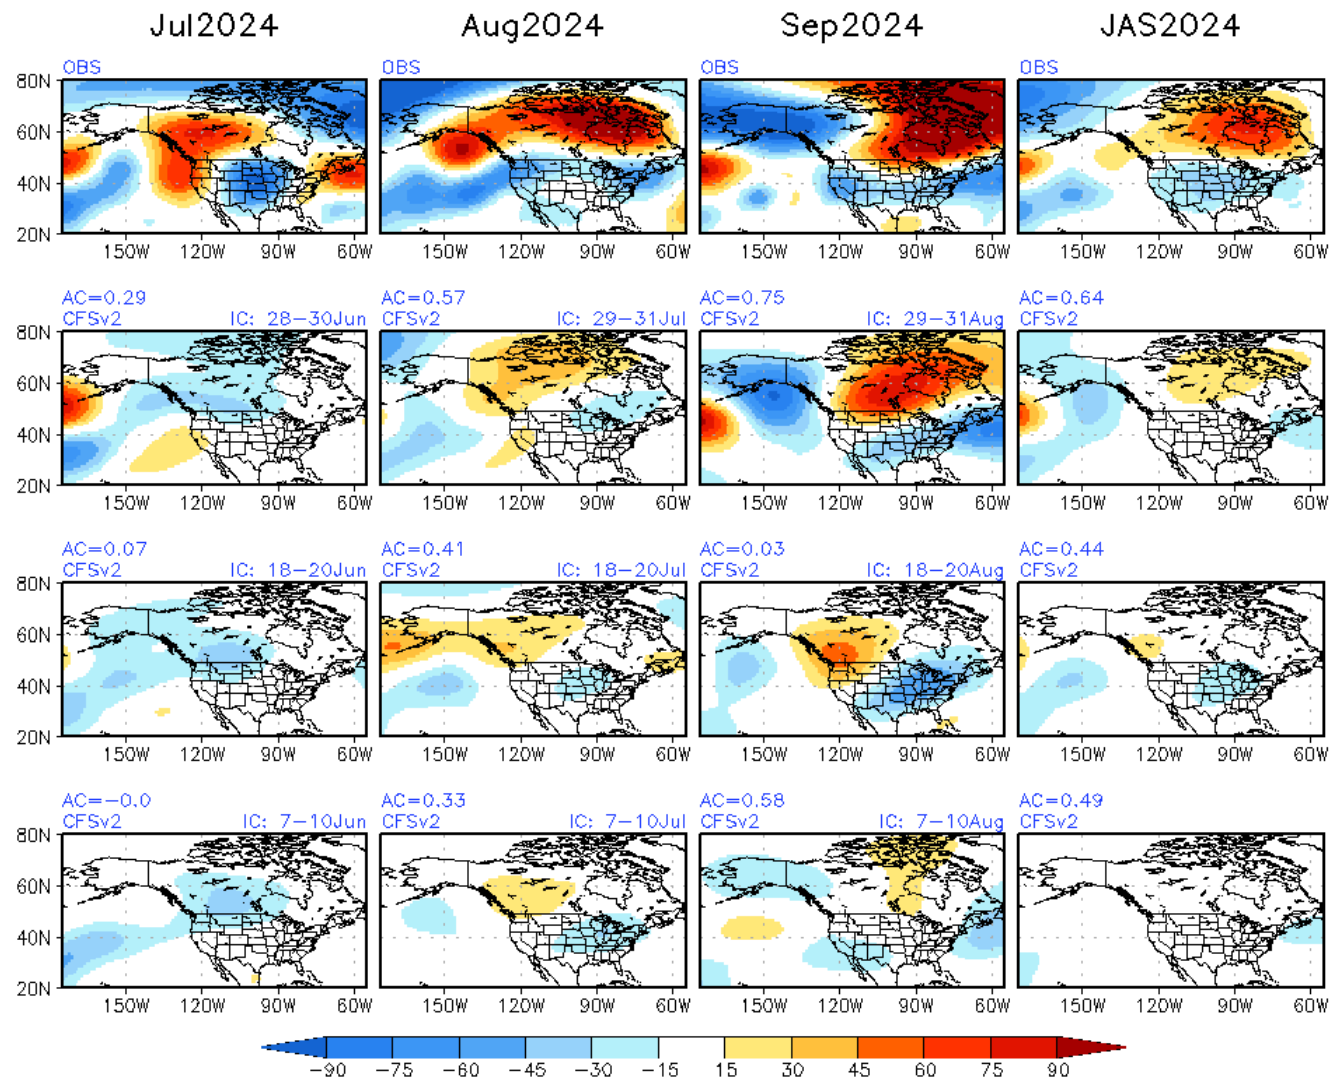 Jul2024 Aug2024 Sep2024 JAS2024
OBS OBS OBS OBS
80N
60N
40N
20N
150W 120W 90W 60W 150W 120W 90W 60W 150W 120W 90W 60W 150W 120W 90W 60W
AC=0.29 AC=0.57 AC=0.75 AC=0.64
CFSv2 IC: 28-30Jun CFSv2 IC: 29-31Jul CFSv2 IC: 29-31Aug CFSv2
80N
60N
40N
20N
150W 120W 90W 60W 150W 120W 90W 60W 150W 120W 90W 60W 150W 120W 90W 60W
AC=0.07 AC=0.41 AC=0.03 AC=0.44
CFSv2 IC: 18-20Jun CFSv2 IC: 18-20Jul CFSv2 IC: 18-20Aug CFSv2
80N
60N
40N
20N
150W 120W 90W 60W 150W 120W 90W 60W 150W 120W 90W 60W 150W 120W 90W 60W
AC=-0.0 AC=0.33 AC=0.58 AC=0.49
CFSv2 IC: 7-10Jun CFSv2 IC: 7-10Jul CFSv2 IC: 7-10Aug CFSv2
80N
60N
40N
20N
150W 120W 90W 60W 150W 120W 90W 60W 150W 120W 90W 60W 150W 120W 90W 60W
-90 -75 -60 -45 -30 -15 15 30 45 60 75 90